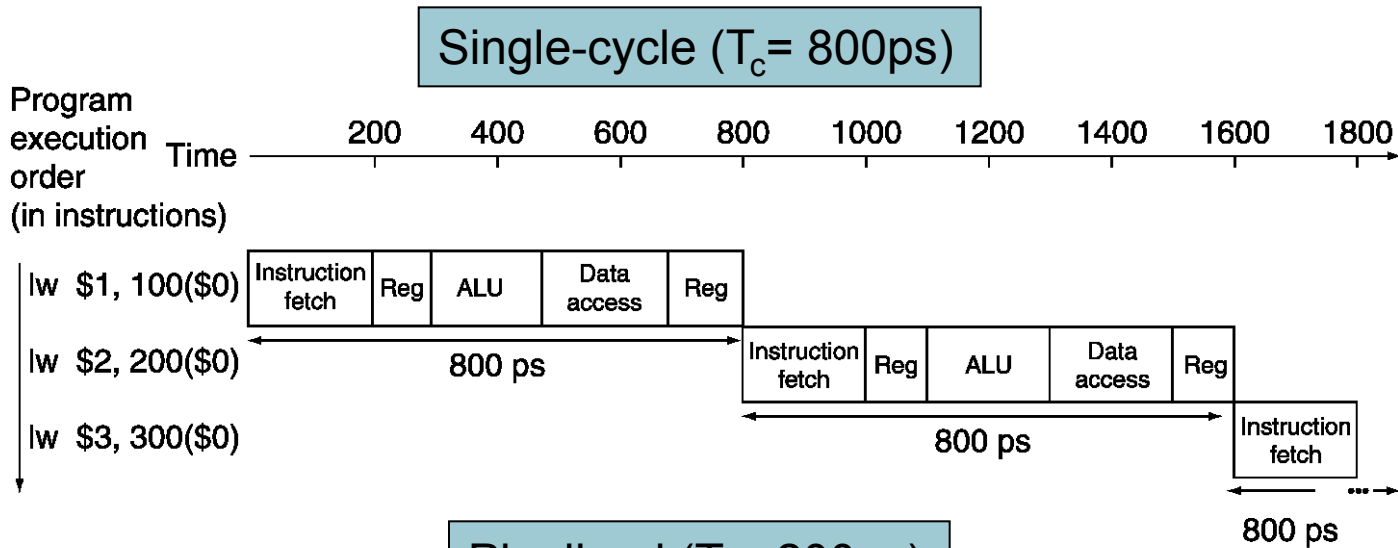 Single-cycle (Tc= 800ps)
Program
execution
order
(in instructions)
Time
200 400 600 800 1000 1200 1400 1600 1800
lw $1, 100($0)
Instruction
fetch
Reg
ALU
Data
access
Reg
800 ps
lw $2, 200($0)
Instruction
fetch
Reg
ALU
Data
access
Reg
800 ps
lw $3, 300($0)
Instruction
fetch
...
800 ps